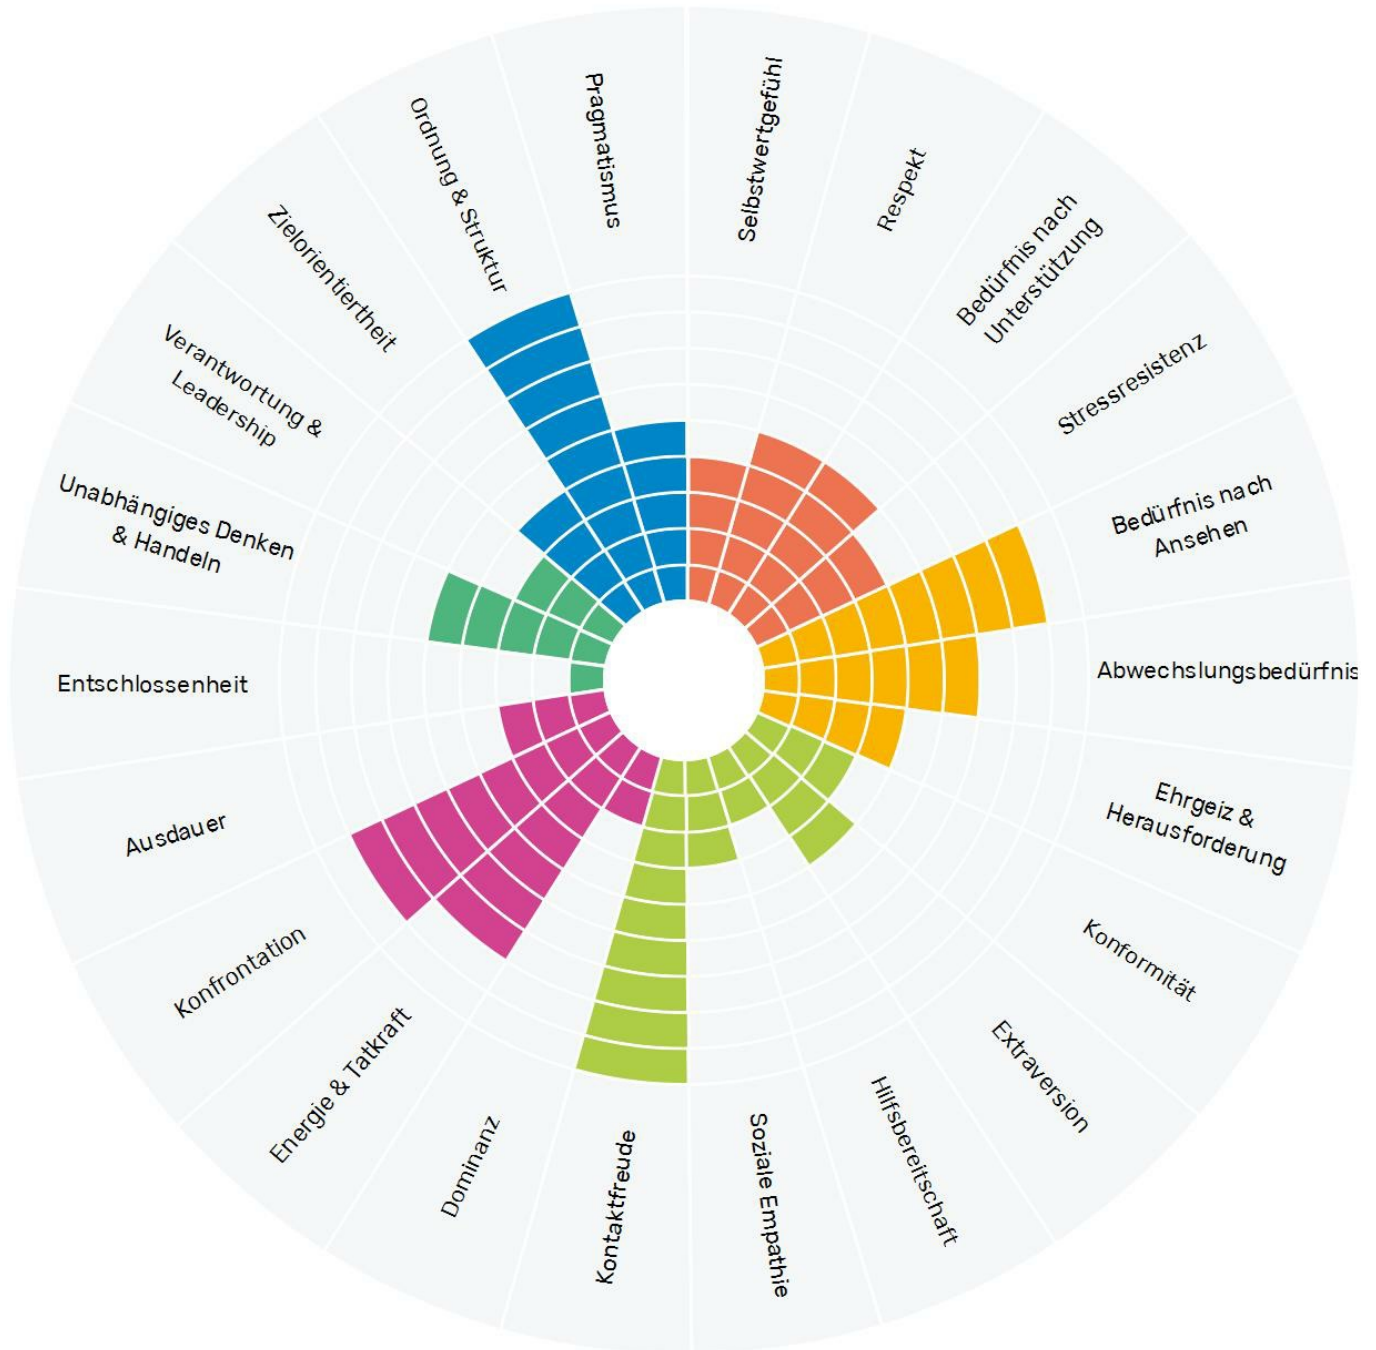 Selbstwertgefühl
Respekt
Bedürfnis nach
Unterstützung
Stressresistenz
Bedürfnis nach
Ansehen
Abwechslungsbedürfnis
Ehrgeiz &
Herausforderung
Konformität
Extraversion
Hilfsbereitschaft
Soziale Empathie
Kontaktfreude
Dominanz
Energie & Tatkraft
Konfrontation
Ausdauer
Entschlossenheit
Unabhängiges Denken
& Handeln
Verantwortung &
Leadership
Zielorientiertheit
Ordnung & Struktur
Pragmatismus